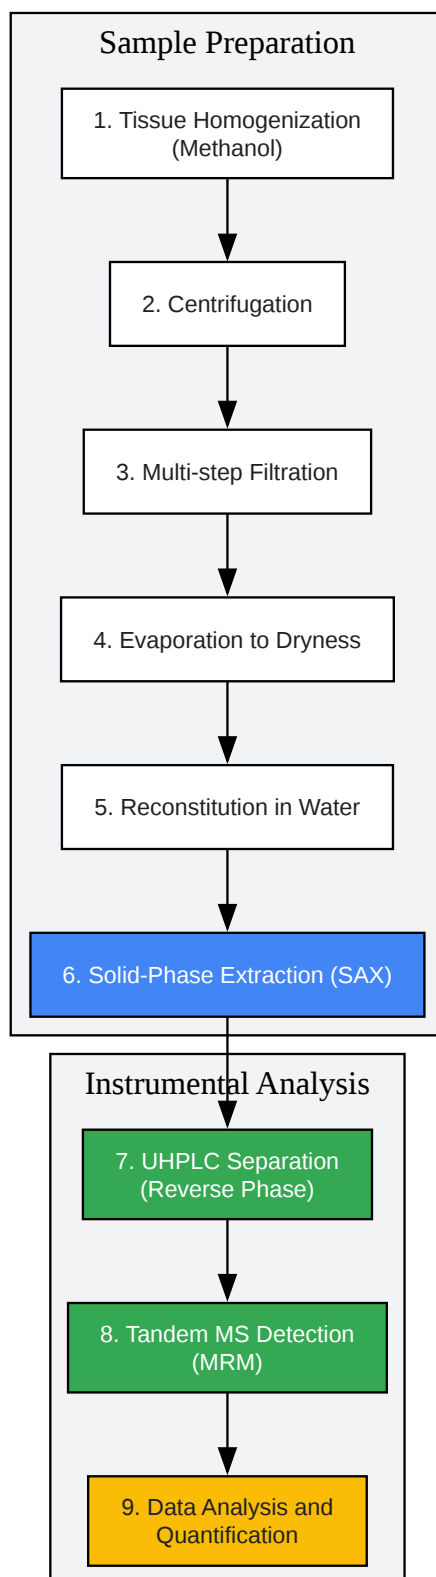 Sample Preparation
1. Tissue Homogenization
(Methanol)
2. Centrifugation
3. Multi-step Filtration
4. Evaporation to Dryness
5. Reconstitution in Water
6. Solid-Phase Extraction (SAX)
Instrumental Analysis
7. UHPLC Separation
(Reverse Phase)
8. Tandem MS Detection
(MRM)
9. Data Analysis and
Quantification